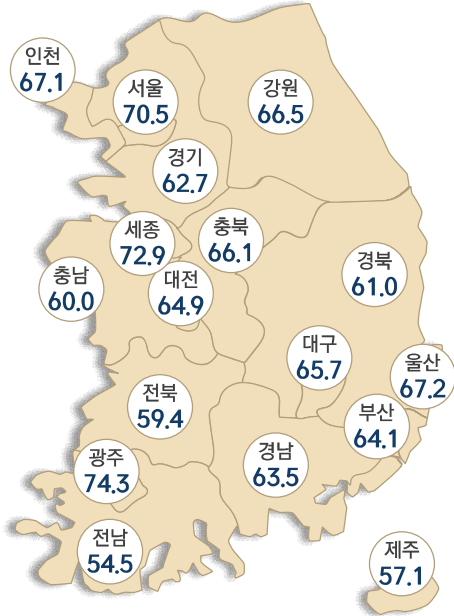 인천
67.1
서울
70.5
강원
66.5
경기
62.7
세종
72.9
충북
66.1
충남
60.0
대전
64.9
경북
61.0
대구
65.7
울산
67.2
전북
59.4
부산
64.1
광주
74.3
경남
63.5
전남
54.5
제주
57.1